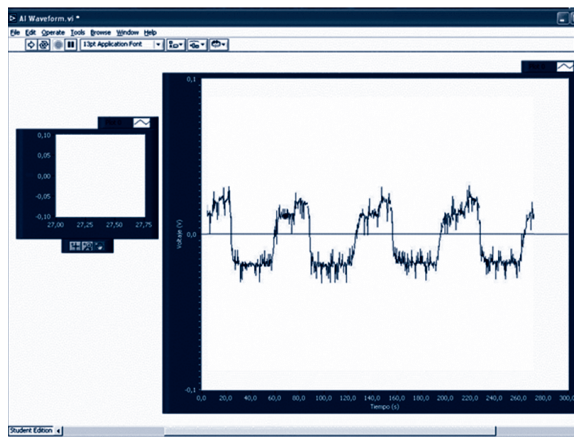 AI Waveform.vi *
File Edit Operate Tools Browse Window Help
13pt Application Font
0,10
0,05
0,00
-0,05
-0,10
27,00 27,25 27,50 27,75
0,1
0,0
-0,1
Voltaje (V)
0,0 20,0 40,0 60,0 80,0 100,0 120,0 140,0 160,0 180,0 200,0 220,0 240,0 260,0 280,0 300,0
Tiempo (s)
Student Edition